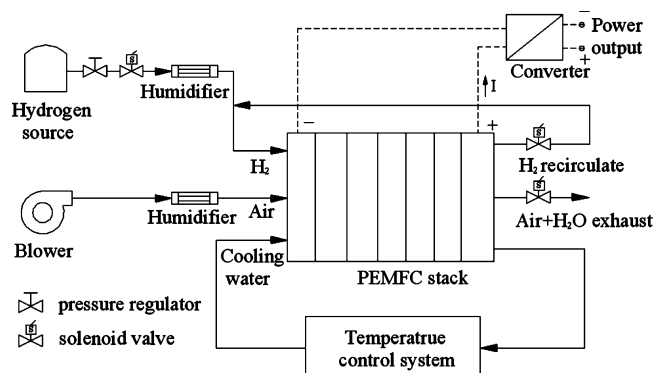 Power
output
Converter
I
Hydrogen
source
Humidifier
H₂
H₂ recirculate
Blower
Humidifier
Air
Air+H₂O exhaust
Cooling
water
PEMFC stack
pressure regulator
solenoid valve
Temperatrue
control system
− 
+
−
+
S
S
S
S